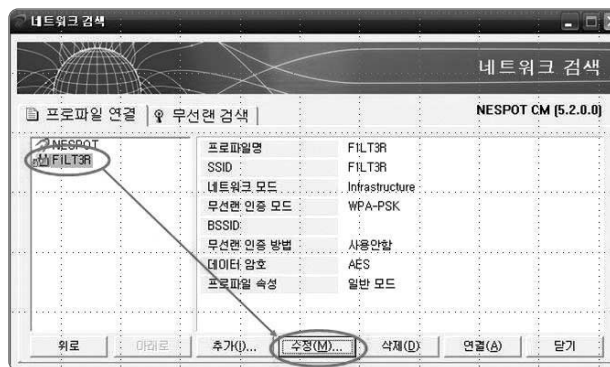 네트워크 검색
네트워크 검색
프로파일 연결
무선랜 검색
NESPOT CM (5.2.0.0)
NESPOT
F1LT3R
프로파일명 F1LT3R
SSID F1LT3R
네트워크 모드 Infrastructure
무선랜 인증 모드 WPA-PSK
BSSID
무선랜 인증 방법 사용안함
데이터 암호 AES
프로파일 속성 일반 모드
위로 아래로 추가(I)... 수정(M)... 삭제(D) 연결(A) 닫기